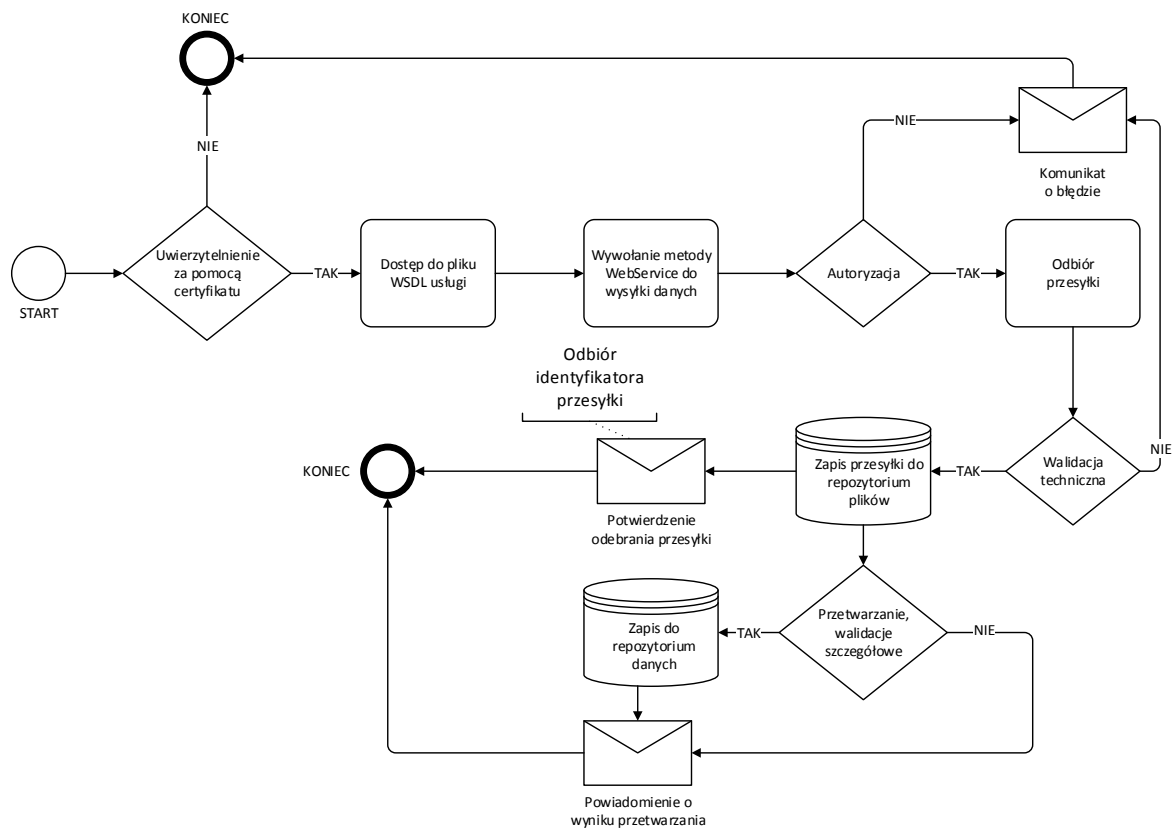 KONIEC
NIE
NIE
Komunikat
o błędzie
START
Uwierzytelnienie
za pomocą
certyfikatu
TAK
Dostęp do pliku
WSDL usługi
Wywołanie metody
WebService do
wysyłki danych
Autoryzacja
TAK
Odbiór
przesyłki
Odbiór
identyfikatora
przesyłki
KONIEC
Potwierdzenie
odebrania przesyłki
Zapis przesyłki do
repozytorium
plików
TAK
Walidacja
techniczna
NIE
Zapis do
repozytorium
danych
TAK
Przetwarzanie,
walidacje
szczegółowe
NIE
Powiadomienie o
wyniku przetwarzania